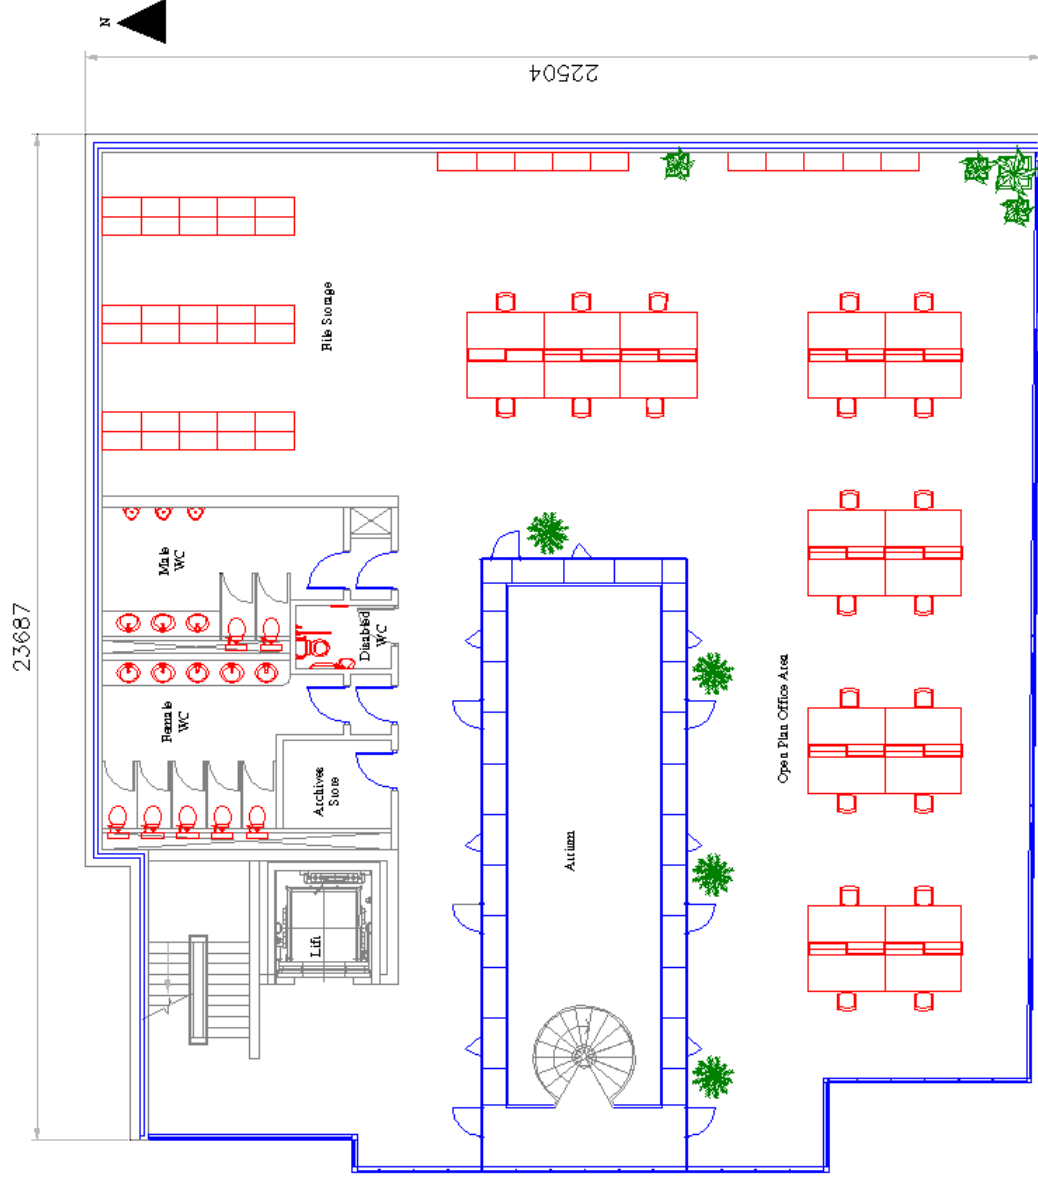 N
22504
23687
File Storage
Male
WC
Disabled
WC
Female
WC
Archives
Store
Open Plan Office Area
Atrium
Lift